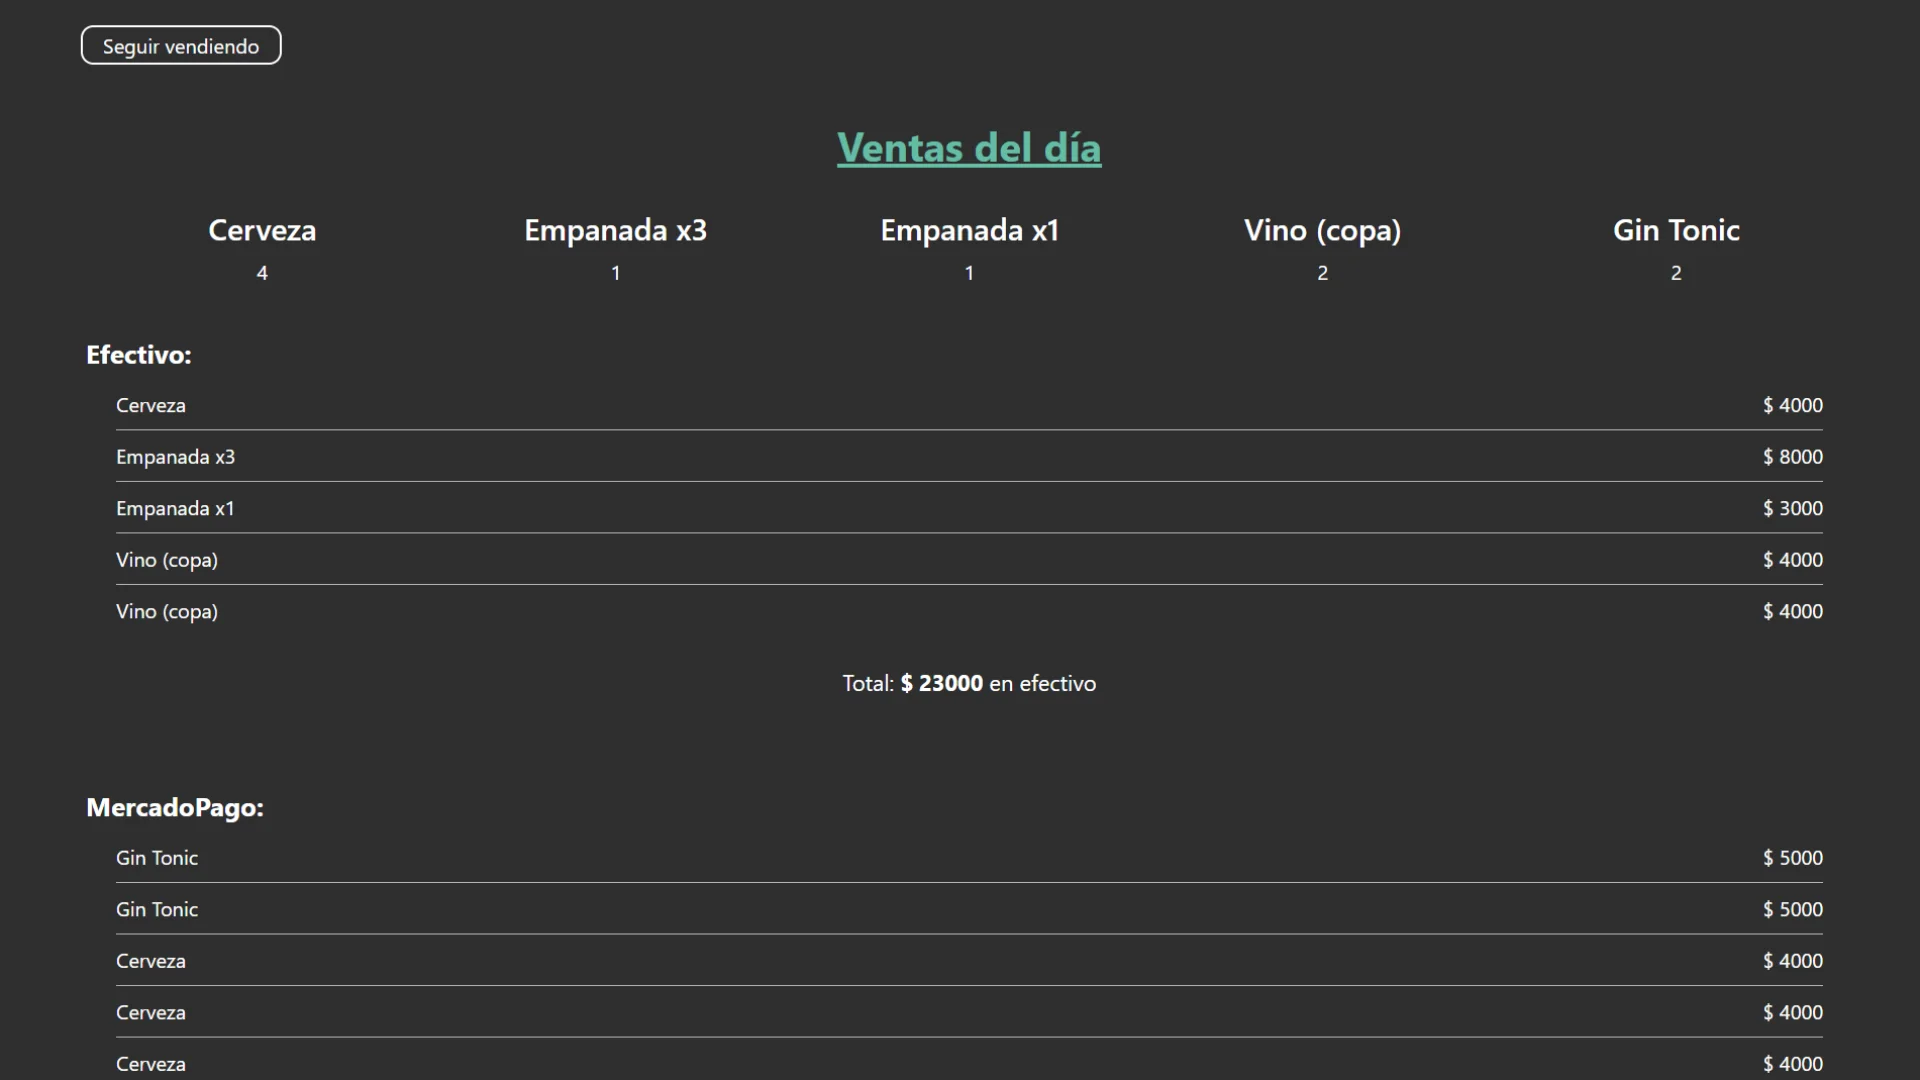 Seguir vendiendo
Ventas del día
Cerveza Empanada x3 Empanada x1 Vino (copa) Gin Tonic
4 1 1 2 2
Efectivo:
Cerveza $ 4000
Empanada x3 $ 8000
Empanada x1 $ 3000
Vino (copa) $ 4000
Vino (copa) $ 4000
Total: $ 23000 en efectivo
MercadoPago:
Gin Tonic $ 5000
Gin Tonic $ 5000
Cerveza $ 4000
Cerveza $ 4000
Cerveza $ 4000